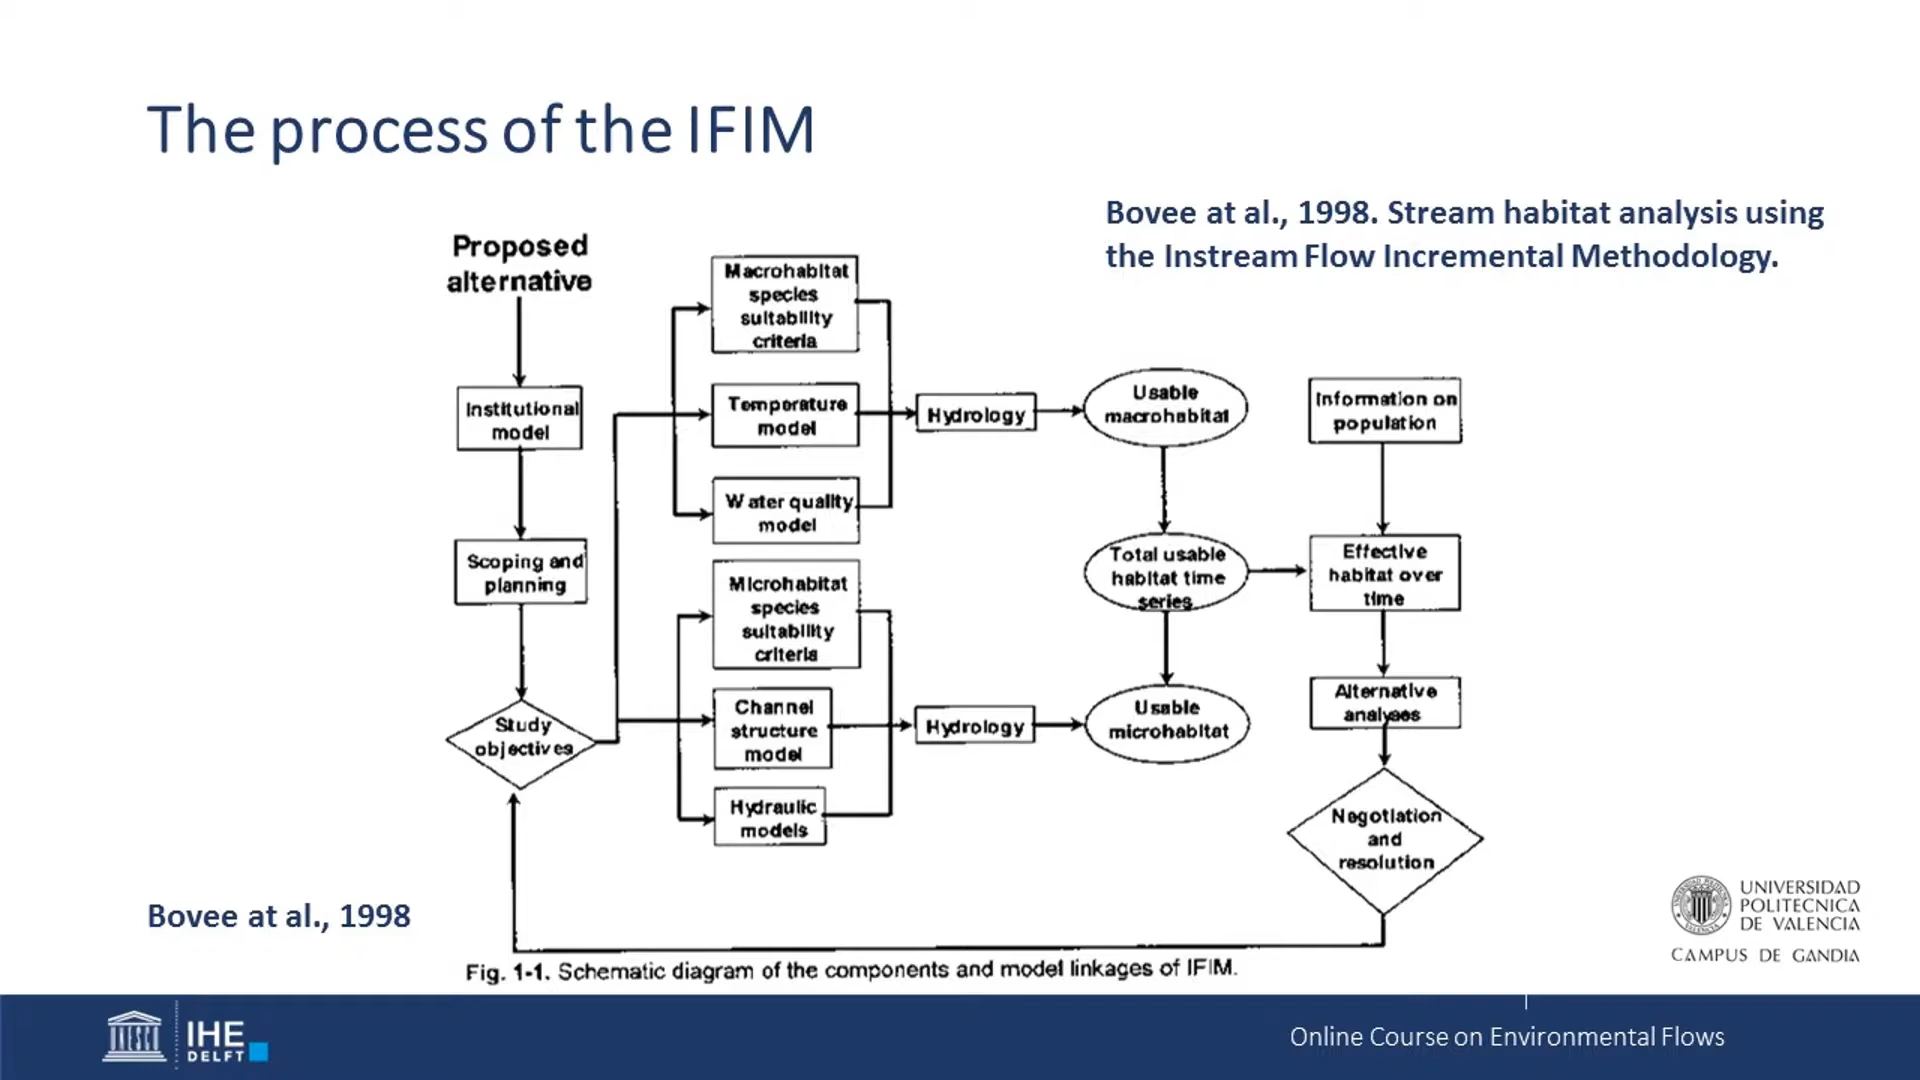 The process of the IFIM
Bovee at al., 1998. Stream habitat analysis using
the Instream Flow Incremental Methodology.
Proposed
alternative
Institutional
model
Scoping and
planning
Study
objectives
Macrohabitat
species
suitability
criteria
Temperature
model
Water quality
model
Microhabitat
species
suitability
criteria
Channel
structure
model
Hydraulic
models
Hydrology
Hydrology
Usable
macrohabitat
Total usable
habitat time
series
Usable
microhabitat
Information on
population
Effective
habitat over
time
Alternative
analyses
Negotiation
and
resolution
Bovee at al., 1998
Fig. 1-1. Schematic diagram of the components and model linkages of IFIM.
UNIVERSIDAD
POLITECNICA
DE VALENCIA
CAMPUS DE GANDIA
UNESCO
IHE
DELFT
Online Course on Environmental Flows